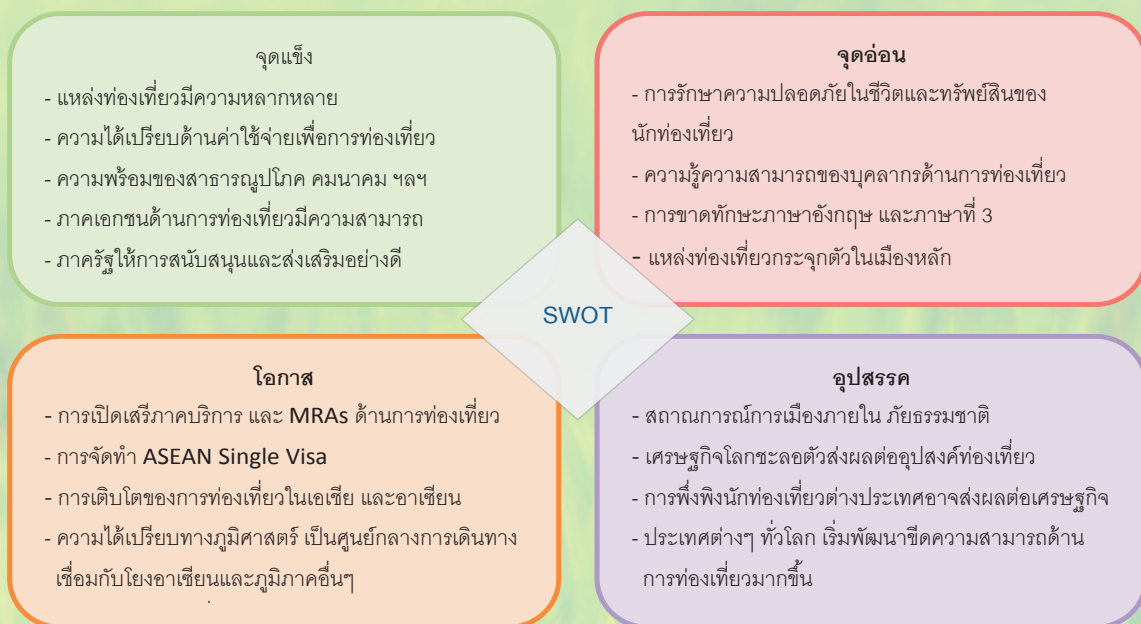 จุดแข็ง
- แหล่งท่องเที่ยวมีความหลากหลาย
- ความได้เปรียบด้านค่าใช้จ่ายเพื่อการท่องเที่ยว
- ความพร้อมของสาธารณูปโภค คมนาคม ฯลฯ
- ภาคเอกชนด้านการท่องเที่ยวมีความสามารถ
- ภาครัฐให้การสนับสนุนและส่งเสริมอย่างดี
จุดอ่อน
- การรักษาความปลอดภัยในชีวิตและทรัพย์สินของ
นักท่องเที่ยว
- ความรู้ความสามารถของบุคลากรด้านการท่องเที่ยว
- การขาดทักษะภาษาอังกฤษ และภาษาที่ 3
- แหล่งท่องเที่ยวกระจุกตัวในเมืองหลัก
SWOT
โอกาส
- การเปิดเสรีภาคบริการ และ MRAs ด้านการท่องเที่ยว
- การจัดทำ ASEAN Single Visa
- การเติบโตของการท่องเที่ยวในเอเชีย และอาเซียน
- ความได้เปรียบทางภูมิศาสตร์ เป็นศูนย์กลางการเดินทาง
เชื่อมกับโยงอาเซียนและภูมิภาคอื่นๆ
อุปสรรค
- สถาณการณ์การเมืองภายใน ภัยธรรมชาติ
- เศรษฐกิจโลกชะลอตัวส่งผลต่ออุปสงค์ท่องเที่ยว
- การพึ่งพิงนักท่องเที่ยวต่างประเทศอาจส่งผลต่อเศรษฐกิจ
- ประเทศต่างๆ ทั่วโลก เริ่มพัฒนาขีดความสามารถด้าน
การท่องเที่ยวมากขึ้น